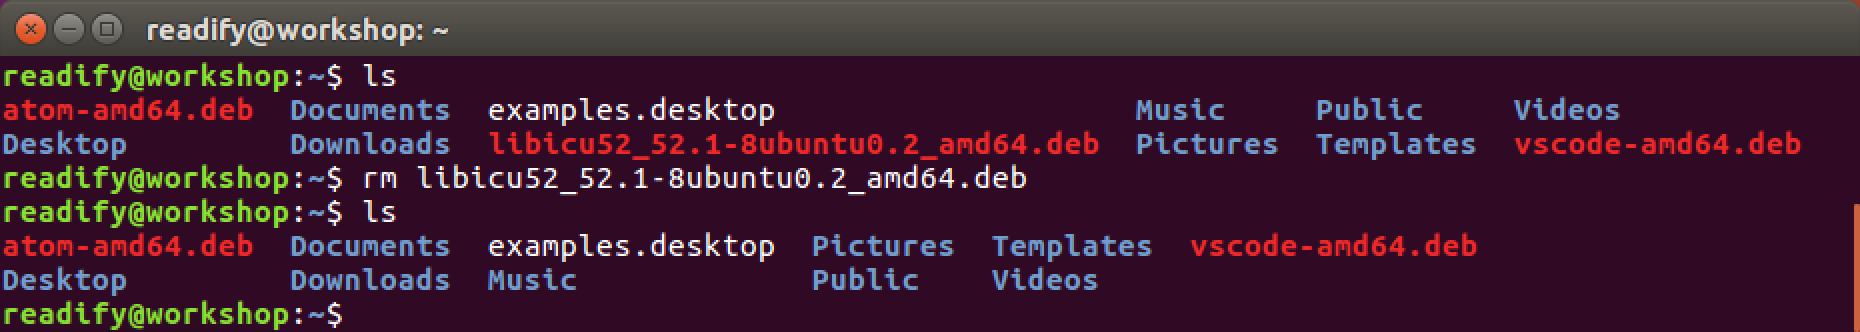 readify@workshop: ~
readify@workshop:~$ ls
atom-amd64.deb  Documents  examples.desktop                       Music     Public     Videos
Desktop         Downloads  libicu52_52.1-8ubuntu0.2_amd64.deb  Pictures  Templates  vscode-amd64.deb
readify@workshop:~$ rm libicu52_52.1-8ubuntu0.2_amd64.deb
readify@workshop:~$ ls
atom-amd64.deb  Documents  examples.desktop  Pictures  Templates  vscode-amd64.deb
Desktop         Downloads  Music             Public    Videos
readify@workshop:~$